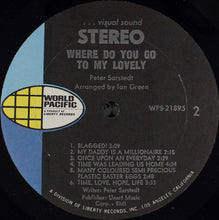 ... visual sound
STEREO
WHERE DO YOU GO
TO MY LOVELY
Peter Sarstedt
Arranged by Ian Green
WORLD
PACIFIC
A PRODUCT OF
LIBERTY RECORDS
WPS-21895
2
1. BLAGGED! 3:09
2. MY DADDY IS A MILLIONAIRE 2:15
3. ONCE UPON AN EVERYDAY 2:39
4. TIME WAS LEADING US HOME 4:34
5. MANY COLOURED SEMI PRECIOUS
PLASTIC EASTER EGGS 2:48
6. TIME, LOVE, HOPE, LIFE 2:35
Writer: Peter Sarstedt
Publisher: Unart Music
Corp. - BMI
A DIVISION OF LIBERTY RECORDS, INC., LOS ANGELES, CALIFORNIA